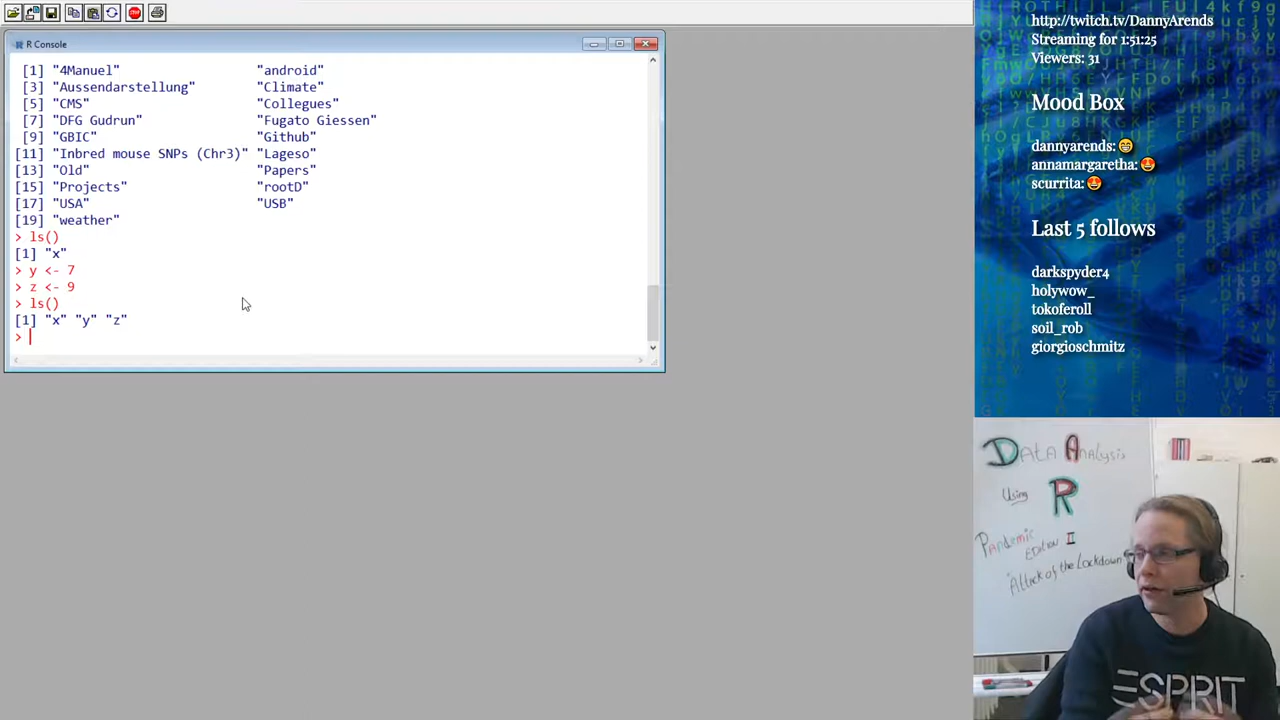 R Console
[1] "4Manuel" "android"
[3] "Aussendarstellung" "Climate"
[5] "CMS" "Collegues"
[7] "DFG Gudrun" "Fugato Giessen"
[9] "GBIC" "Github"
[11] "Inbred mouse SNPs (Chr3)" "Lageso"
[13] "Old" "Papers"
[15] "Projects" "rootD"
[17] "USA" "USB"
[19] "weather"
> ls()
[1] "x"
> y <- 7
> z <- 9
> ls()
[1] "x" "y" "z"
>
http://twitch.tv/DannyArends
Streaming for 1:51:25
Viewers: 31
Mood Box
dannyarends: 😁
annamargaretha: 😍
scurrita: 😍
Last 5 follows
darkspyder4
holywow_
tokoferoll
soil_rob
giorgioschmitz
Data Analysis
Using R
Pandemic
Edition II
"Attack of the Lockdown"
ESPRIT